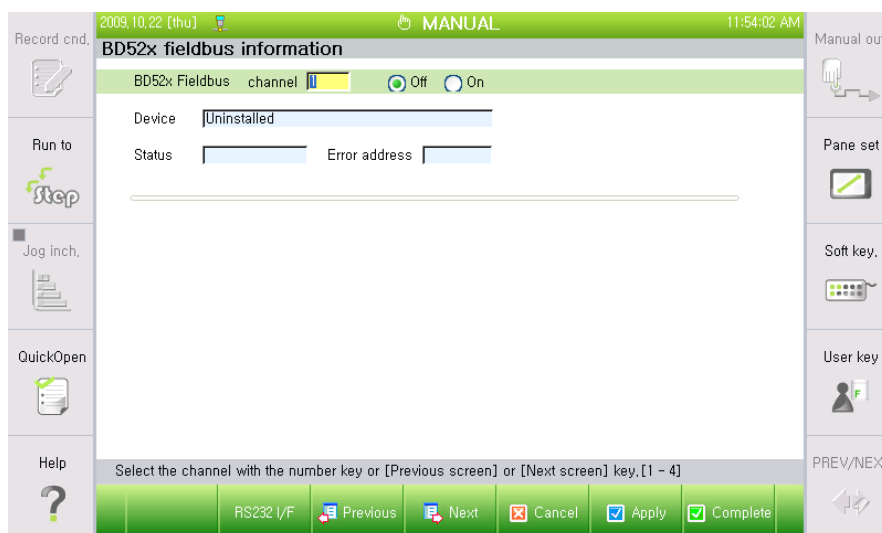 2009,10,22 [thu] MANUAL 11:54:02 AM
BD52x fieldbus information
BD52x Fieldbus channel 1 Off On
Device Uninstalled
Status Error address
Select the channel with the number key or [Previous screen] or [Next screen] key,[1 - 4]
RS232 I/F Previous Next Cancel Apply Complete
Record cnd,
Run to
Step
Jog inch,
QuickOpen
Help
?
Manual ou
Pane set
Soft key,
User key
F
PREV/NEX